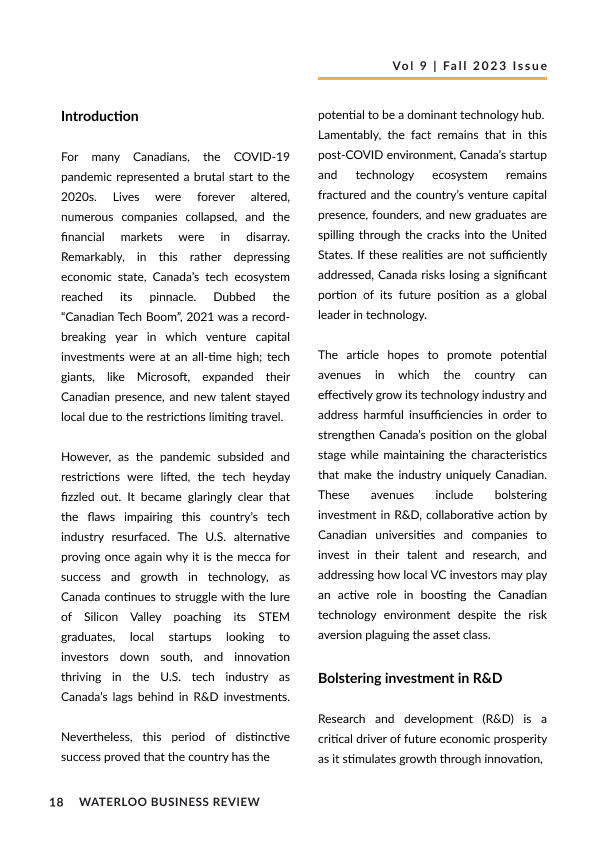 Vol 9 | Fall 2023 Issue
Introduction
For many Canadians, the COVID-19
pandemic represented a brutal start to the
2020s. Lives were forever altered,
numerous companies collapsed, and the
financial markets were in disarray.
Remarkably, in this rather depressing
economic state, Canada’s tech ecosystem
reached its pinnacle. Dubbed the
“Canadian Tech Boom”, 2021 was a record-
breaking year in which venture capital
investments were at an all-time high; tech
giants, like Microsoft, expanded their
Canadian presence, and new talent stayed
local due to the restrictions limiting travel.
However, as the pandemic subsided and
restrictions were lifted, the tech heyday
fizzled out. It became glaringly clear that
the flaws impairing this country’s tech
industry resurfaced. The U.S. alternative
proving once again why it is the mecca for
success and growth in technology, as
Canada continues to struggle with the lure
of Silicon Valley poaching its STEM
graduates, local startups looking to
investors down south, and innovation
thriving in the U.S. tech industry as
Canada’s lags behind in R&D investments.
Nevertheless, this period of distinctive
success proved that the country has the
potential to be a dominant technology hub.
Lamentably, the fact remains that in this
post-COVID environment, Canada’s startup
and technology ecosystem remains
fractured and the country’s venture capital
presence, founders, and new graduates are
spilling through the cracks into the United
States. If these realities are not sufficiently
addressed, Canada risks losing a significant
portion of its future position as a global
leader in technology.
The article hopes to promote potential
avenues in which the country can
effectively grow its technology industry and
address harmful insufficiencies in order to
strengthen Canada’s position on the global
stage while maintaining the characteristics
that make the industry uniquely Canadian.
These avenues include bolstering
investment in R&D, collaborative action by
Canadian universities and companies to
invest in their talent and research, and
addressing how local VC investors may play
an active role in boosting the Canadian
technology environment despite the risk
aversion plaguing the asset class.
Bolstering investment in R&D
Research and development (R&D) is a
critical driver of future economic prosperity
as it stimulates growth through innovation,
18 WATERLOO BUSINESS REVIEW